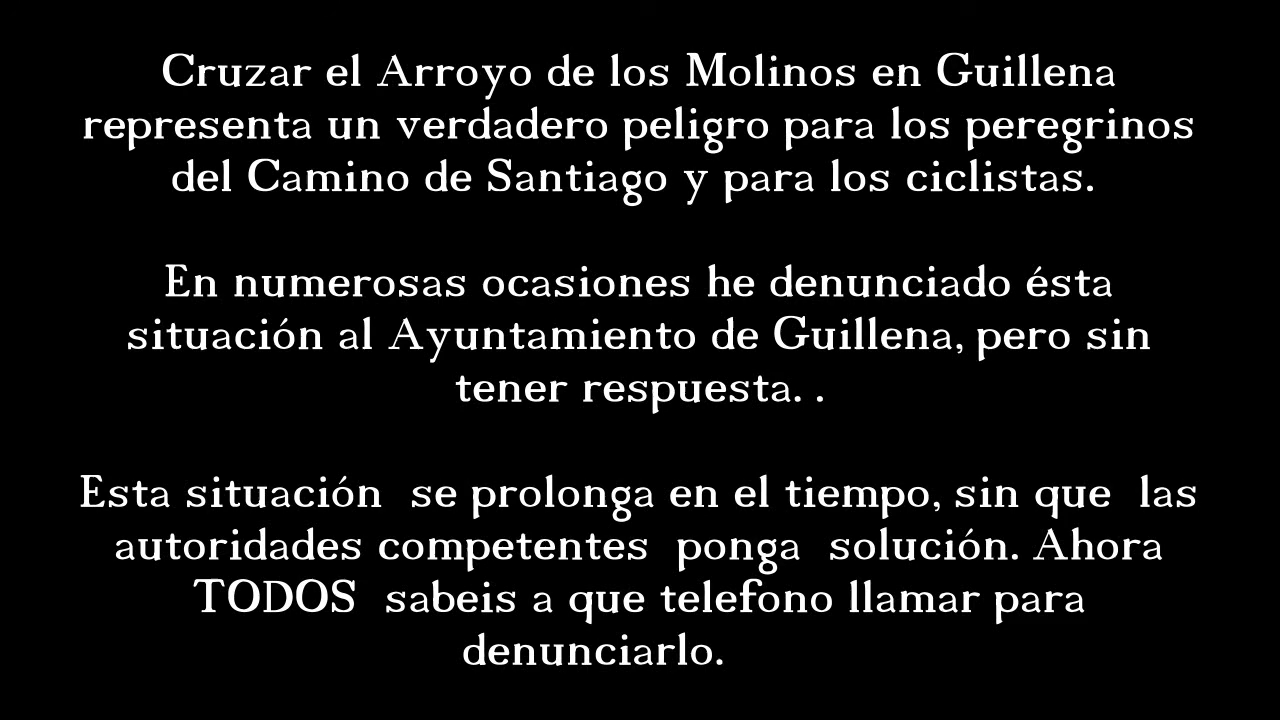 Cruzar el Arroyo de los Molinos en Guillena
representa un verdadero peligro para los peregrinos
del Camino de Santiago y para los ciclistas.
En numerosas ocasiones he denunciado ésta
situación al Ayuntamiento de Guillena, pero sin
tener respuesta. .
Esta situación  se prolonga en el tiempo, sin que  las
autoridades competentes  ponga  solución. Ahora
TODOS  sabeis a que telefono llamar para
denunciarlo.